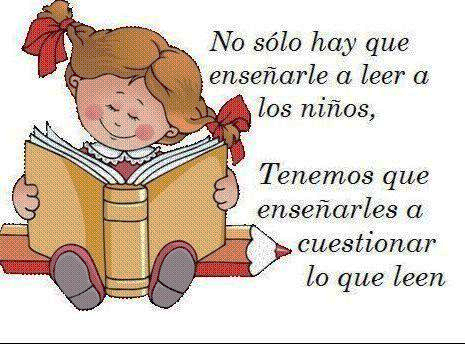 No sólo hay que
enseñarle a leer a
los niños,
Tenemos que
enseñarles a
cuestionar
lo que leen